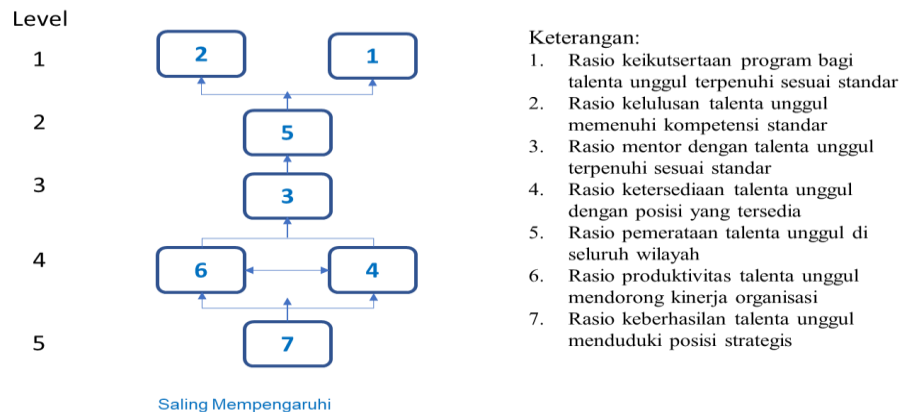 Level
1
2
3
4
5
2
1
5
3
6
4
7
Saling Mempengaruhi
Keterangan:
1. Rasio keikutsertaan program bagi
talenta unggul terpenuhi sesuai standar
2. Rasio kelulusan talenta unggul
memenuhi kompetensi standar
3. Rasio mentor dengan talenta unggul
terpenuhi sesuai standar
4. Rasio ketersediaan talenta unggul
dengan posisi yang tersedia
5. Rasio pemerataan talenta unggul di
seluruh wilayah
6. Rasio produktivitas talenta unggul
mendorong kinerja organisasi
7. Rasio keberhasilan talenta unggul
menduduki posisi strategis